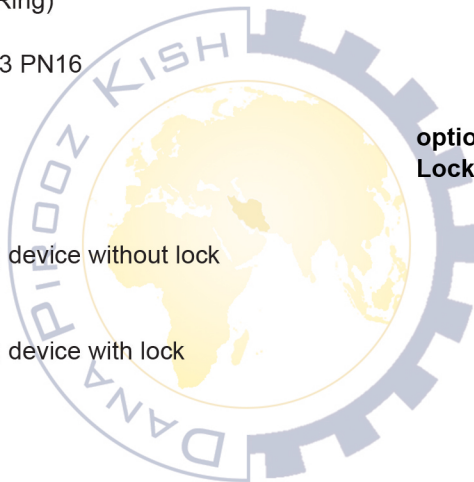 Ring)
3 PN16
optio
Lock
device without lock
device with lock
DANA PIROOZ KISH